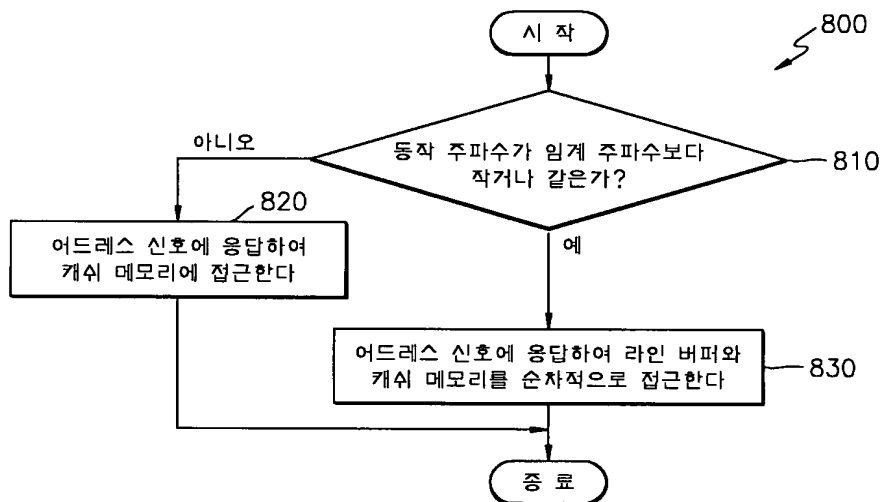 시 작
800
동작 주파수가 임계 주파수보다
작거나 같은가?
810
아니오
820
어드레스 신호에 응답하여
캐쉬 메모리에 접근한다
예
어드레스 신호에 응답하여 라인 버퍼와
캐쉬 메모리를 순차적으로 접근한다
830
종 료